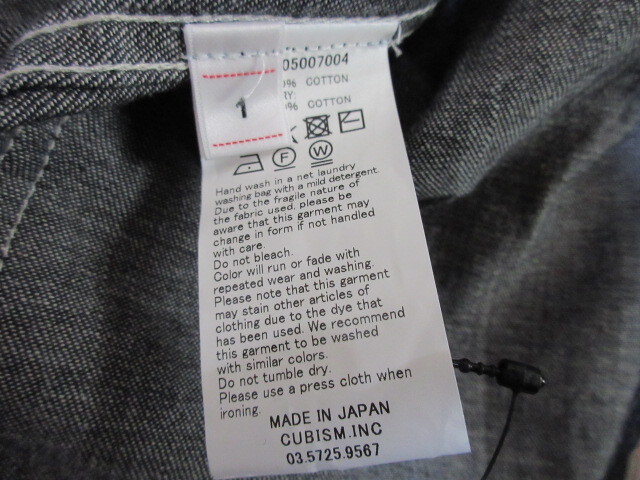 1
05007004
% COTTON
RY:
% COTTON
F W
Hand wash in a net laundry
washing bag with a mild detergent.
Due to the fragile nature of
the fabric used, please be
aware that this garment may
change in form if not handled
with care.
Do not bleach.
Color will run or fade with
repeated wear and washing.
Please note that this garment
may stain other articles of
clothing due to the dye that
has been used. We recommend
this garment to be washed
with similar colors.
Do not tumble dry.
Please use a press cloth when
ironing.
MADE IN JAPAN
CUBISM.INC
03.5725.9567